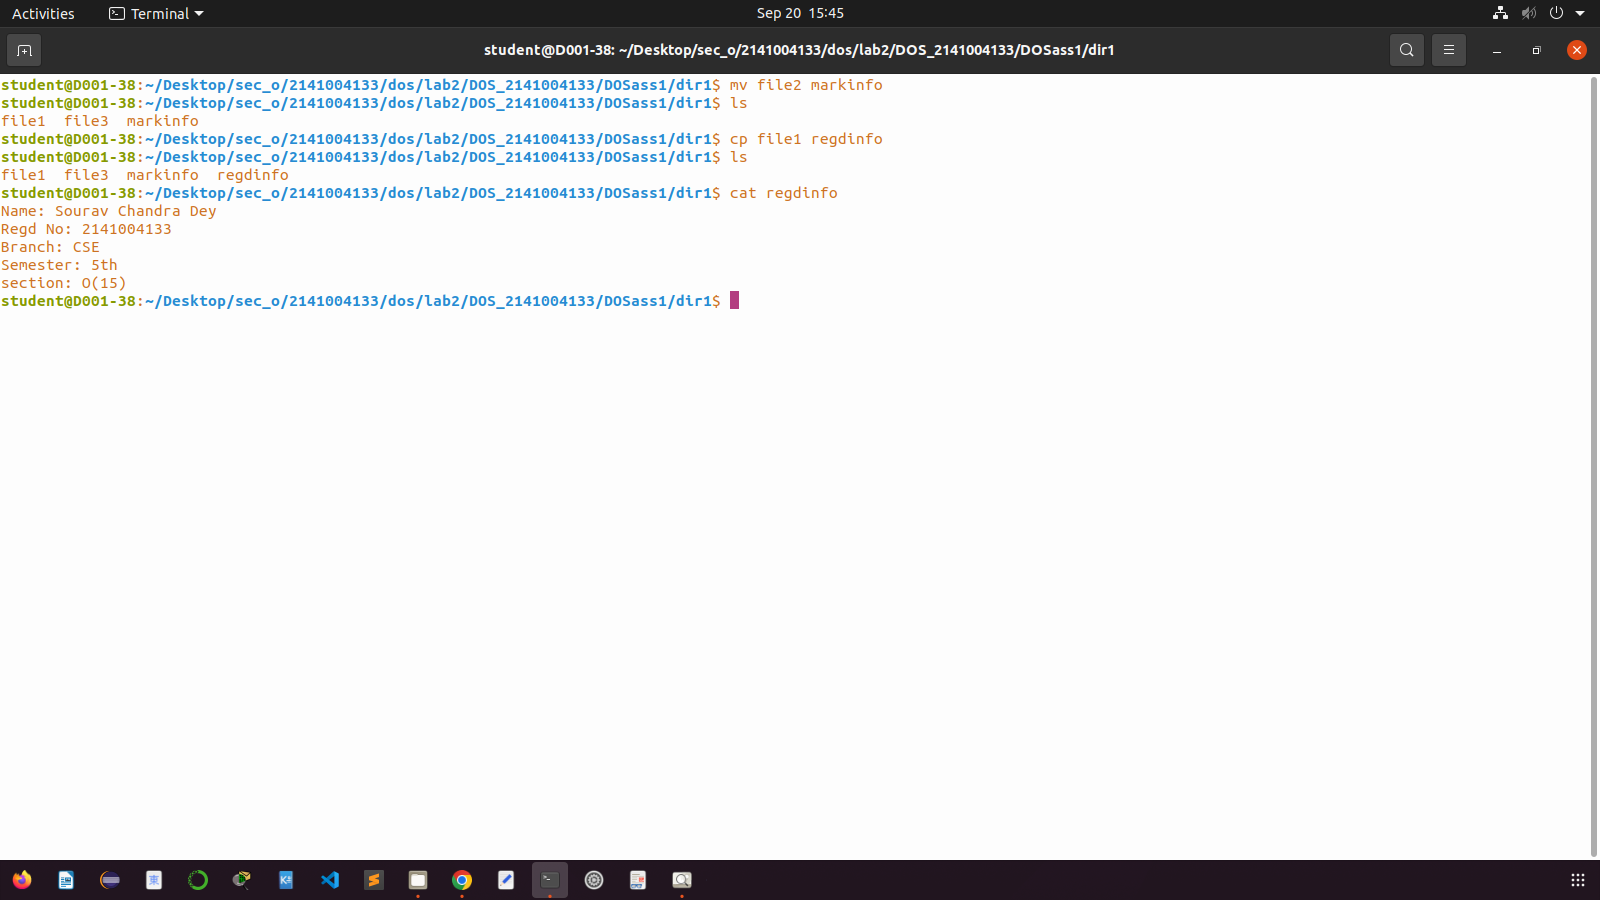 Activities Terminal Sep 20 15:45
student@D001-38: ~/Desktop/sec_o/2141004133/dos/lab2/DOS_2141004133/DOSass1/dir1
student@D001-38:~/Desktop/sec_o/2141004133/dos/lab2/DOS_2141004133/DOSass1/dir1$ mv file2 markinfo
student@D001-38:~/Desktop/sec_o/2141004133/dos/lab2/DOS_2141004133/DOSass1/dir1$ ls
file1  file3  markinfo
student@D001-38:~/Desktop/sec_o/2141004133/dos/lab2/DOS_2141004133/DOSass1/dir1$ cp file1 regdinfo
student@D001-38:~/Desktop/sec_o/2141004133/dos/lab2/DOS_2141004133/DOSass1/dir1$ ls
file1  file3  markinfo  regdinfo
student@D001-38:~/Desktop/sec_o/2141004133/dos/lab2/DOS_2141004133/DOSass1/dir1$ cat regdinfo
Name: Sourav Chandra Dey
Regd No: 2141004133
Branch: CSE
Semester: 5th
section: O(15)
student@D001-38:~/Desktop/sec_o/2141004133/dos/lab2/DOS_2141004133/DOSass1/dir1$